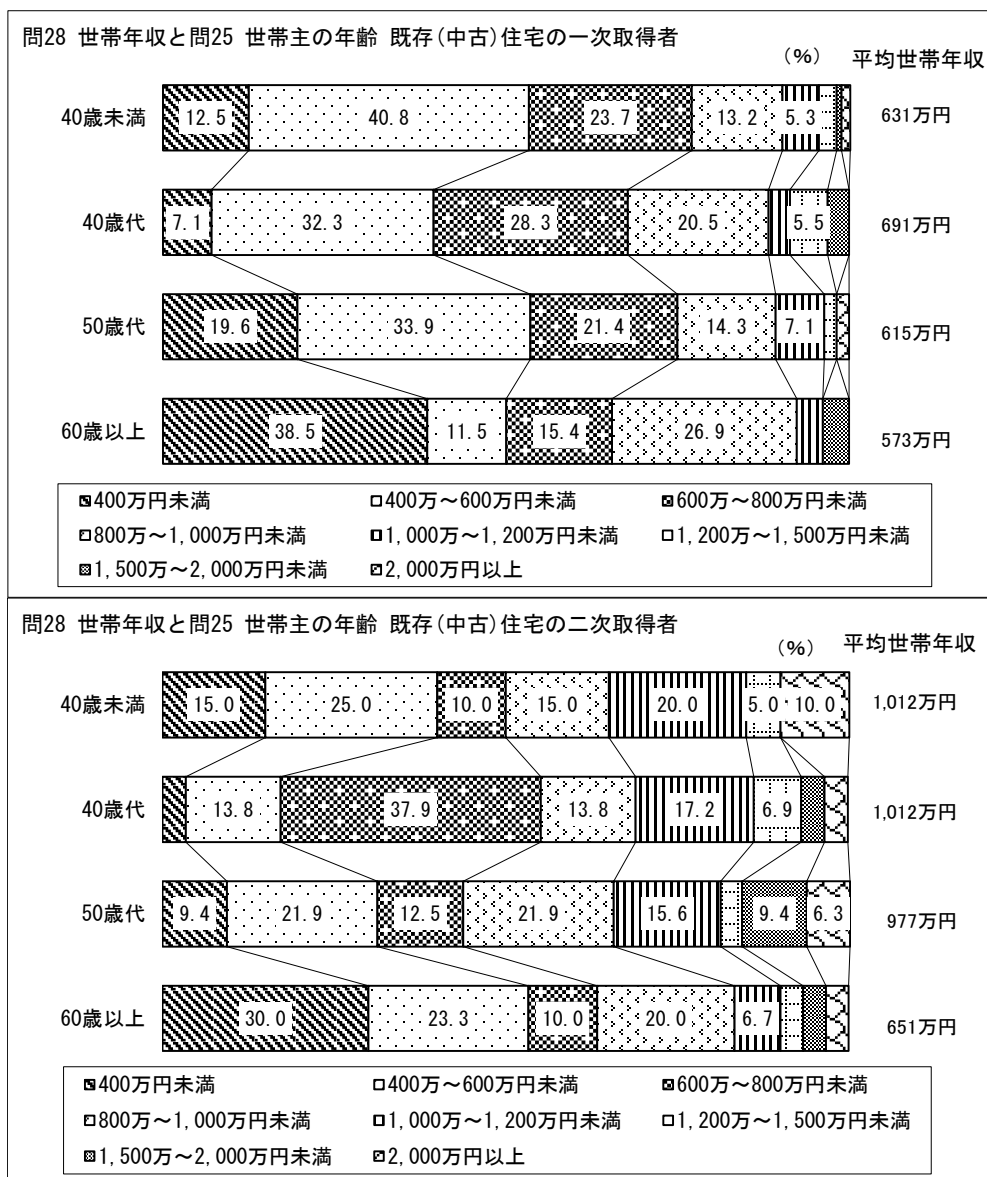 問28 世帯年収と問25 世帯主の年齢 既存(中古)住宅の一次取得者
(%) 平均世帯年収
40歳未満 12.5 40.8 23.7 13.2 5.3 631万円
40歳代 7.1 32.3 28.3 20.5 5.5 691万円
50歳代 19.6 33.9 21.4 14.3 7.1 615万円
60歳以上 38.5 11.5 15.4 26.9 573万円
400万円未満 400万～600万円未満 600万～800万円未満
800万～1,000万円未満 1,000万～1,200万円未満 1,200万～1,500万円未満
1,500万～2,000万円未満 2,000万円以上
問28 世帯年収と問25 世帯主の年齢 既存(中古)住宅の二次取得者
(%) 平均世帯年収
40歳未満 15.0 25.0 10.0 15.0 20.0 5.0 10.0 1,012万円
40歳代 13.8 37.9 13.8 17.2 6.9 1,012万円
50歳代 9.4 21.9 12.5 21.9 15.6 9.4 6.3 977万円
60歳以上 30.0 23.3 10.0 20.0 6.7 651万円
400万円未満 400万～600万円未満 600万～800万円未満
800万～1,000万円未満 1,000万～1,200万円未満 1,200万～1,500万円未満
1,500万～2,000万円未満 2,000万円以上